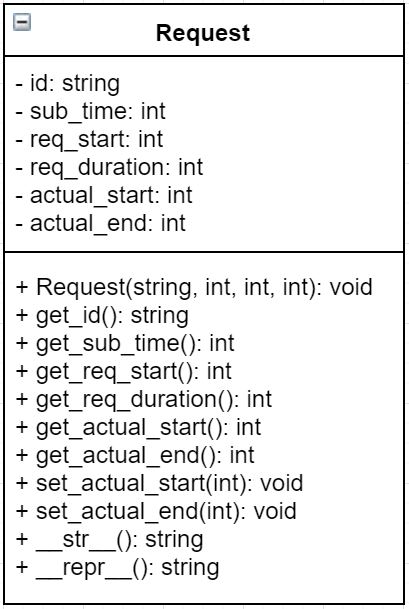 Request
- id: string
- sub_time: int
- req_start: int
- req_duration: int
- actual_start: int
- actual_end: int
+ Request(string, int, int, int): void
+ get_id(): string
+ get_sub_time(): int
+ get_req_start(): int
+ get_req_duration(): int
+ get_actual_start(): int
+ get_actual_end(): int
+ set_actual_start(int): void
+ set_actual_end(int): void
+ __str__(): string
+ __repr__(): string